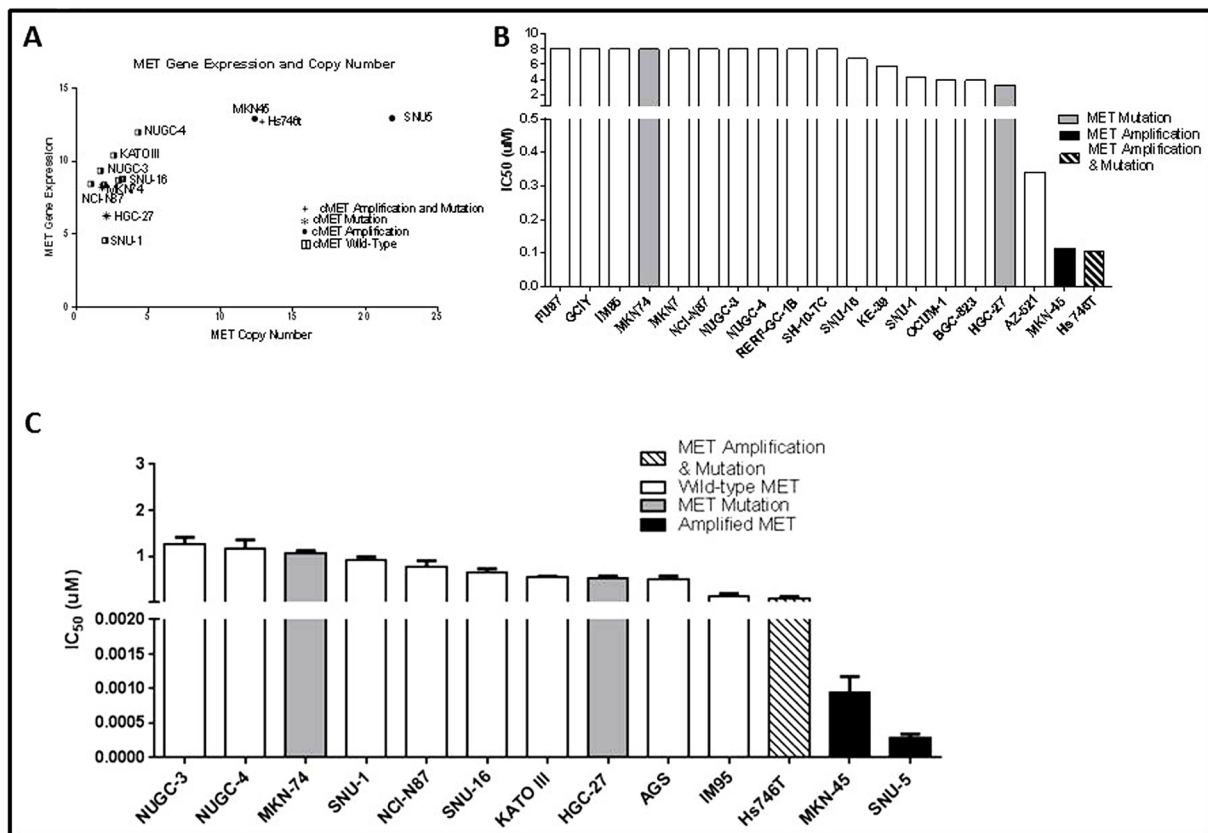 A
MET Gene Expression and Copy Number
MET Gene Expression
15
10
5
0
MKN45
Hs746t
SNU5
NUGC-4
KATO III
NUGC-3
SNU-16
MKN74
NCI-N87
HGC-27
SNU-1
cMET Amplification and Mutation
cMET Mutation
cMET Amplification
cMET Wild-Type
0
5
10
15
20
25
MET Copy Number
B
IC50 (uM)
10
8
6
4
2
0.5
0.4
0.3
0.2
0.1
0.0
MET Mutation
MET Amplification
MET Amplification
& Mutation
FU97
GCIY
IM95
MKN74
MKN7
NCI-N87
NUGC-3
NUGC-4
RERF-GC-1B
SH-10-TC
SNU-16
KE-39
SNU-1
OCUM-1
BGC-823
HGC-27
AZ-521
MKN-45
Hs 746T
C
IC50 (uM)
3
2
1
0.0020
0.0015
0.0010
0.0005
0.0000
MET Amplification
& Mutation
Wild-type MET
MET Mutation
Amplified MET
NUGC-3
NUGC-4
MKN-74
SNU-1
NCI-N87
SNU-16
KATO III
HGC-27
AGS
IM95
Hs746T
MKN-45
SNU-5